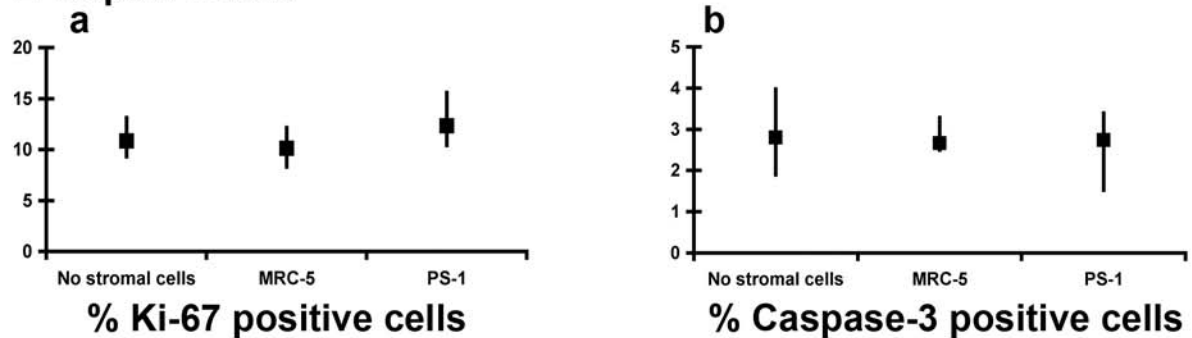 a
20
15
10
5
0
No stromal cells
MRC-5
PS-1
% Ki-67 positive cells
b
5
4
3
2
1
0
No stromal cells
MRC-5
PS-1
% Caspase-3 positive cells